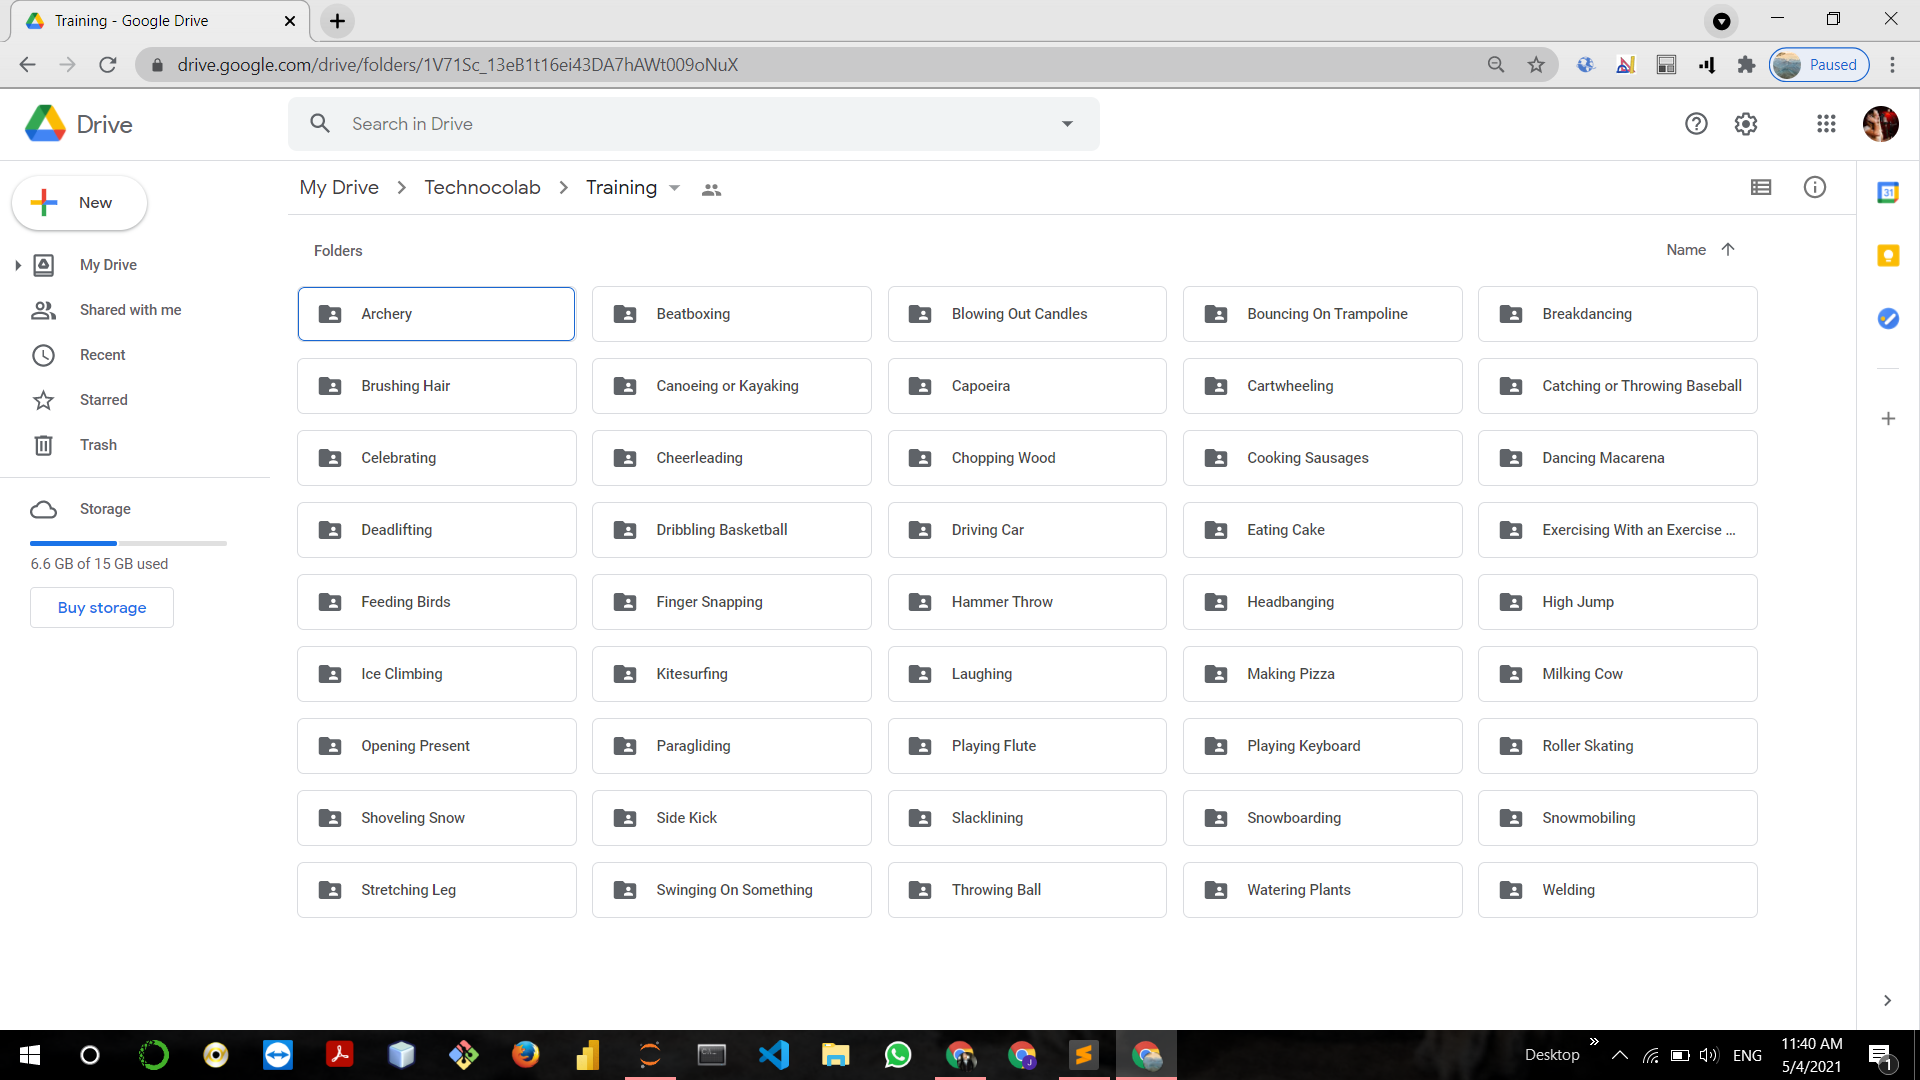 Training - Google Drive
drive.google.com/drive/folders/1V71Sc_13eB1t16ei43DA7hAWt009oNuX
Paused
Drive
Search in Drive
My Drive > Technocolab > Training
New
My Drive
Shared with me
Recent
Starred
Trash
Storage
6.6 GB of 15 GB used
Buy storage
Folders
Name
Archery
Beatboxing
Blowing Out Candles
Bouncing On Trampoline
Breakdancing
Brushing Hair
Canoeing or Kayaking
Capoeira
Cartwheeling
Catching or Throwing Baseball
Celebrating
Cheerleading
Chopping Wood
Cooking Sausages
Dancing Macarena
Deadlifting
Dribbling Basketball
Driving Car
Eating Cake
Exercising With an Exercise ...
Feeding Birds
Finger Snapping
Hammer Throw
Headbanging
High Jump
Ice Climbing
Kitesurfing
Laughing
Making Pizza
Milking Cow
Opening Present
Paragliding
Playing Flute
Playing Keyboard
Roller Skating
Shoveling Snow
Side Kick
Slacklining
Snowboarding
Snowmobiling
Stretching Leg
Swinging On Something
Throwing Ball
Watering Plants
Welding
31
Desktop
ENG
11:40 AM
5/4/2021
1